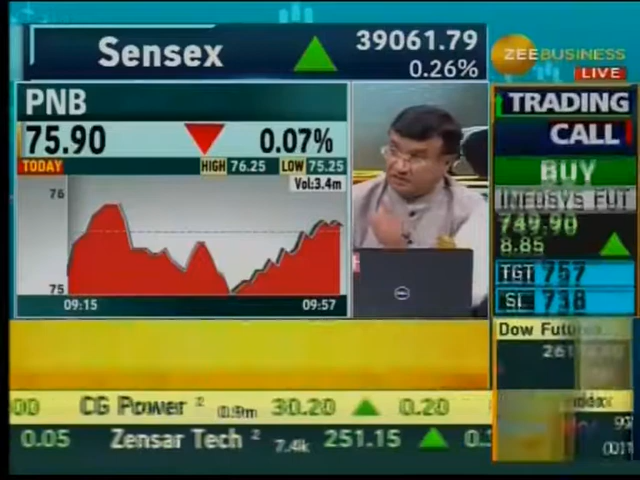 Sensex 39061.79
0.26%
ZEE BUSINESS
LIVE
PNB
75.90 0.07%
TODAY HIGH 76.25 LOW 75.25
Vol:3.4m
76
75
09:15 09:57
DELL
TRADING
CALL
BUY
INFOSYS FUT
749.90
8.85
TGT 757
SL 738
Dow Futures
CG Power 2 0.9m 30.20 0.20
0.05 Zensar Tech 2 7.4k 251.15